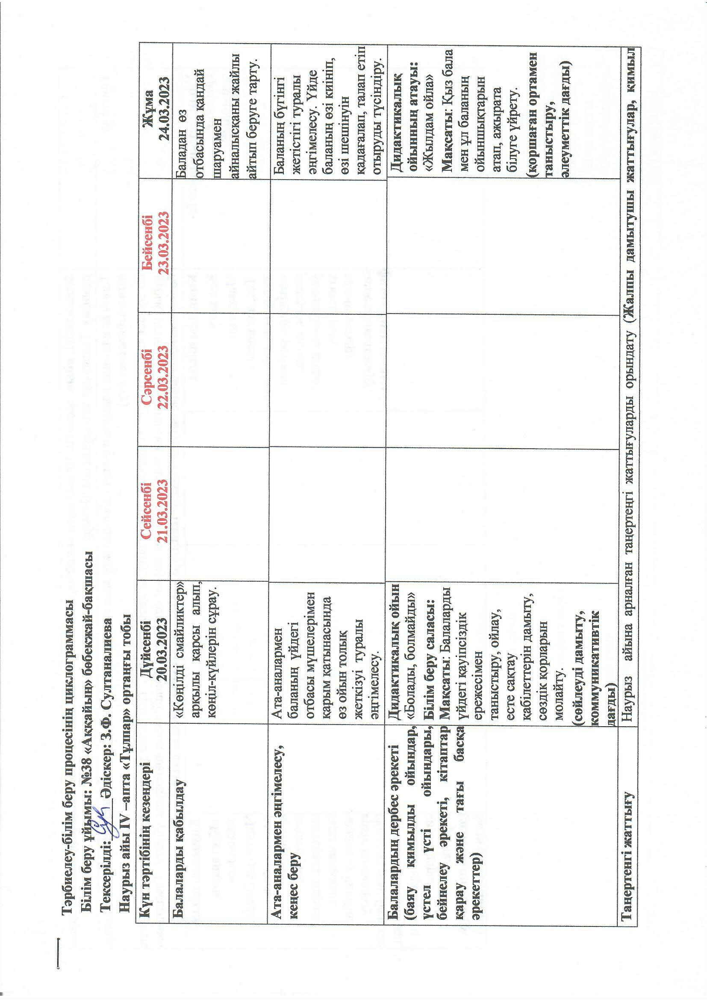 Тәрбиелеу-білім беру процесінің циклограммасы
Білім беру ұйымы: №38 «Аққайың» бөбекжай-бақшасы
Тексерілді: Әдіскер: З.Ф. Султаналиева
Наурыз айы IV –апта «Тұлпар» ортаңғы тобы
Күн тәртібінің кезеңдері
Дүйсенбі
20.03.2023
Сейсенбі
21.03.2023
Сәрсенбі
22.03.2023
Бейсенбі
23.03.2023
Жұма
24.03.2023
Балаларды қабылдау
«Көңілді смайликтер»
арқылы қарсы алып,
көңіл-күйлерін сұрау.
Баладан өз
отбасында қандай
шаруамен
айналысқаны жайлы
айтып беруге тарту.
Ата-аналармен әңгімелесу,
кеңес беру
Ата-аналармен
баланың үйдегі
отбасы мүшелерімен
қарым қатынасында
өз ойын толық
жеткізуі туралы
әңгімелесу.
Баланың бүгінгі
жетістігі туралы
әңгімелесу. Үйде
баланың өзі киініп,
өзі шешінуін
қадағалап, талап етіп
отыруды түсіндіру.
Балалардың дербес әрекеті
(баяу қимылды ойындар,
үстел үсті ойындары,
бейнелеу әрекеті, кітаптар
қарау және тағы басқа
әрекеттер)
Дидактикалық ойын
«Болады, болмайды»
Білім беру саласы:
Мақсаты: Балаларды
үйдегі қауіпсіздік
ережесімен
таныстыру, ойлау,
есте сақтау
қабілеттерін дамыту,
сөздік қорларын
молайту.
(сөйлеуді дамыту,
коммуникативтік
дағды)
Дидактикалық
ойынның атауы:
«Жылдам ойла»
Мақсаты: Қыз бала
мен ұл баланың
ойыншықтарын
атап, ажырата
білуге үйрету.
(қоршаған ортамен
таныстыру,
әлеуметтік дағды)
Таңертенгі жаттығу
Наурыз айына арналған таңертеңгі жаттығуларды орындату (Жалпы дамытушы жаттығулар, қимыл